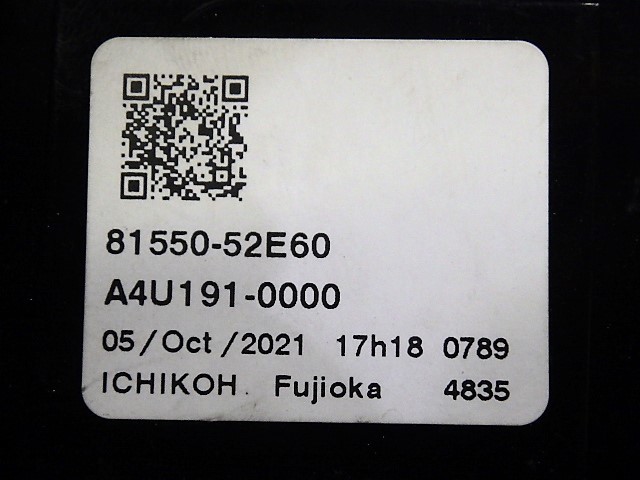 81550-52E60
A4U191-0000
05/Oct/2021 17h18 0789
ICHIKOH Fujioka 4835